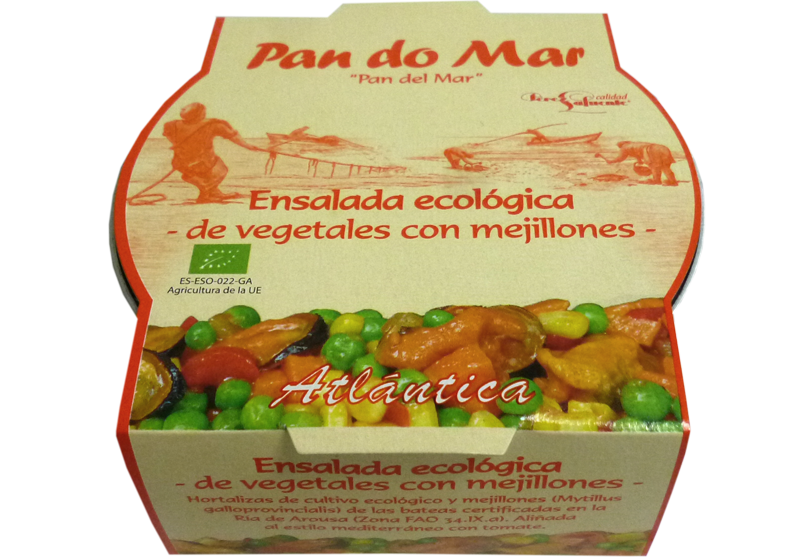 Pan do Mar
"Pan del Mar"
calidad
Pérez Lafuente
Ensalada ecológica
- de vegetales con mejillones -
ES-ESO-022-GA
Agricultura de la UE
Atlántica
Ensalada ecológica
- de vegetales con mejillones -
Hortalizas de cultivo ecológico y mejillones (Mytillus
galloprovincialis) de las bateas certificadas en la
Ría de Arousa (Zona FAO 34.IX.a). Aliñada
al estilo mediterráneo con tomate.